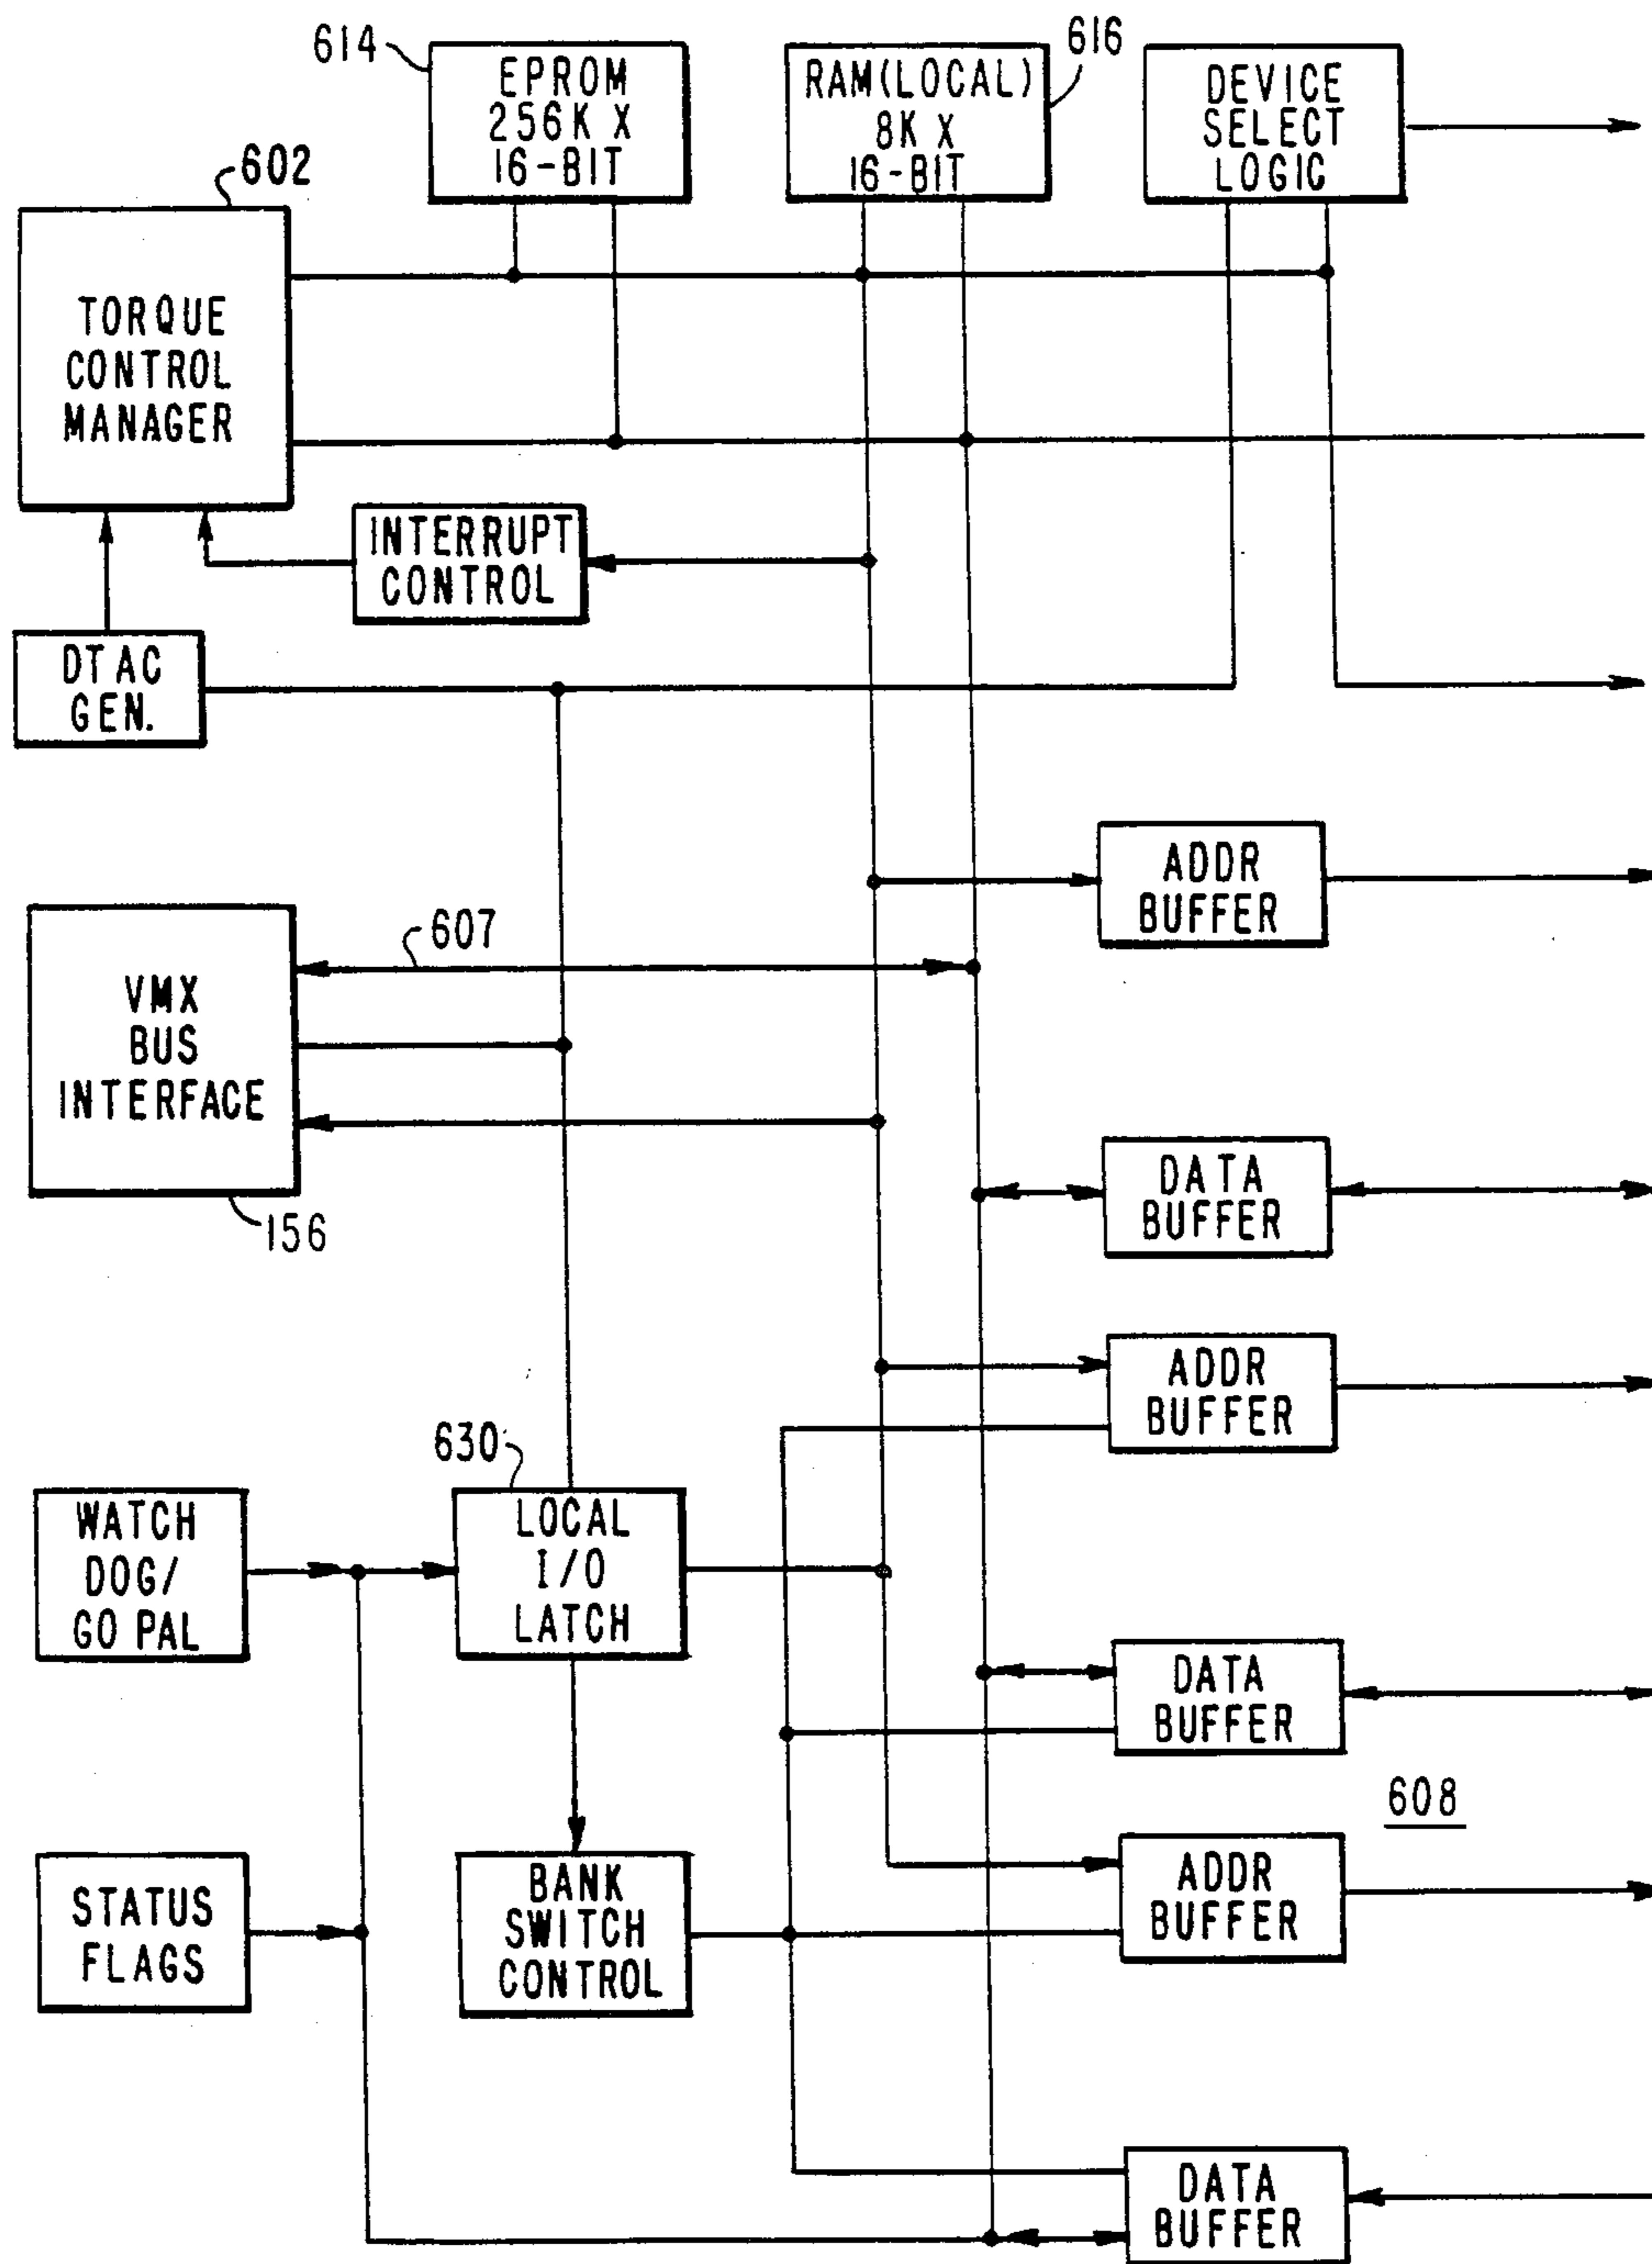 614
EPROM
256K X
16-BIT
RAM(LOCAL)
8K X
16-BIT
616
DEVICE
SELECT
LOGIC
602
TORQUE
CONTROL
MANAGER
INTERRUPT
CONTROL
DTAC
GEN.
ADDR
BUFFER
607
VMX
BUS
INTERFACE
156
DATA
BUFFER
ADDR
BUFFER
630
WATCH
DOG/
GO PAL
LOCAL
I/O
LATCH
DATA
BUFFER
608
STATUS
FLAGS
BANK
SWITCH
CONTROL
ADDR
BUFFER
DATA
BUFFER